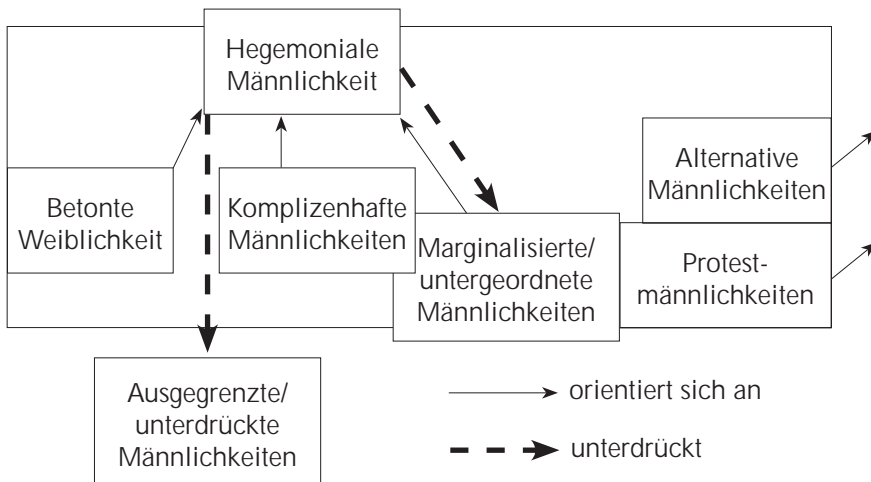 Hegemoniale
Männlichkeit
Alternative
Männlichkeiten
Betonte
Weiblichkeit
Komplizenhafte
Männlichkeiten
Marginalisierte/
untergeordnete
Männlichkeiten
Protest-
männlichkeiten
Ausgegrenzte/
unterdrückte
Männlichkeiten
orientiert sich an
unterdrückt